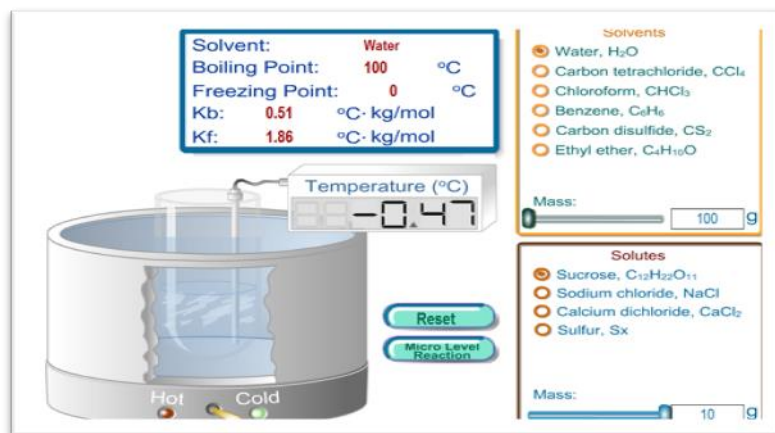 Solvent: Water
Boiling Point: 100 °C
Freezing Point: 0 °C
Kb: 0.51 °C· kg/mol
Kf: 1.86 °C· kg/mol
Temperature (°C)
-0.47
Hot Cold
Reset
Micro Level
Reaction
Solvents
Water, H₂O
Carbon tetrachloride, CCl₄
Chloroform, CHCl₃
Benzene, C₆H₆
Carbon disulfide, CS₂
Ethyl ether, C₄H₁₀O
Mass:
100 g
Solutes
Sucrose, C₁₂H₂₂O₁₁
Sodium chloride, NaCl
Calcium dichloride, CaCl₂
Sulfur, Sx
Mass:
10 g